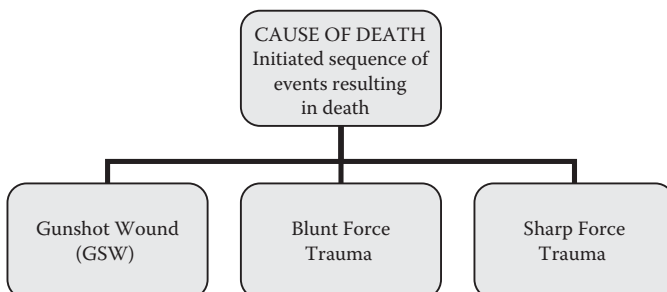 CAUSE OF DEATH
Initiated sequence of
events resulting
in death
Gunshot Wound
(GSW)
Blunt Force
Trauma
Sharp Force
Trauma